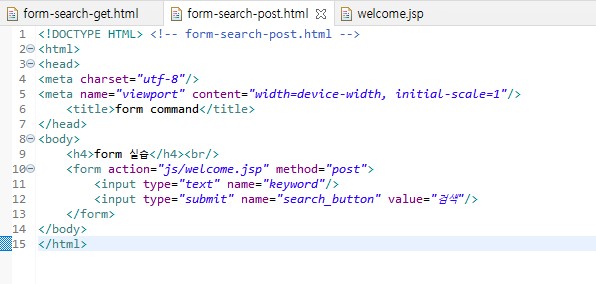 form-search-get.html form-search-post.html welcome.jsp
1 <!DOCTYPE HTML> <!-- form-search-post.html -->
2 <html>
3 <head>
4 <meta charset="utf-8"/>
5 <meta name="viewport" content="width=device-width, initial-scale=1"/>
6 <title>form command</title>
7 </head>
8 <body>
9 <h4>form 실습</h4><br/>
10 <form action="js/welcome.jsp" method="post">
11 <input type="text" name="keyword"/>
12 <input type="submit" name="search_button" value="검색"/>
13 </form>
14 </body>
15 </html>